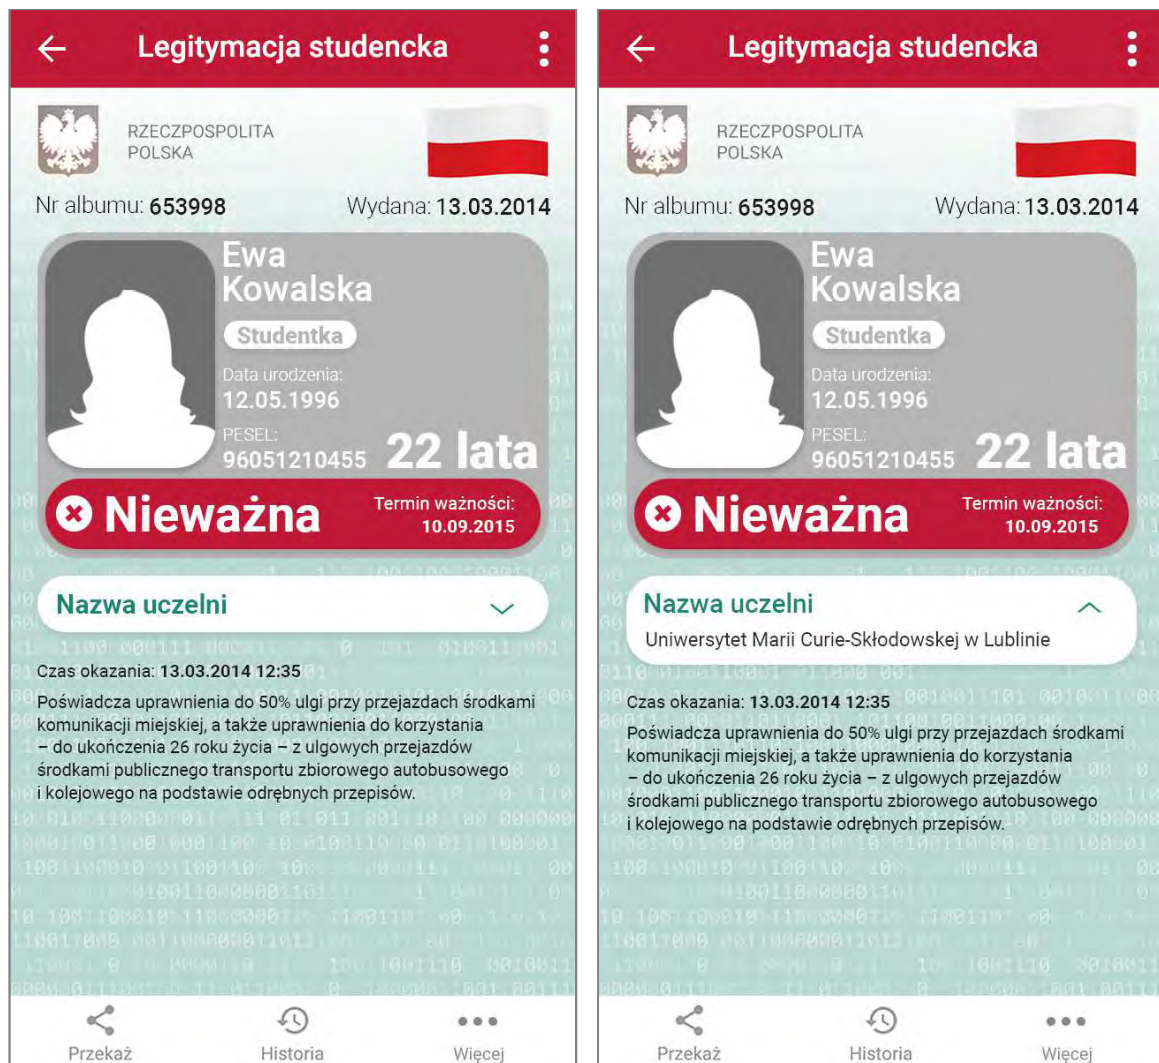 Legitymacja studencka
RZECZPOSPOLITA
POLSKA
Nr albumu: 653998 Wydana: 13.03.2014
Ewa
Kowalska
Studentka
Data urodzenia:
12.05.1996
PESEL:
96051210455 22 lata
Nieważna
Termin ważności:
10.09.2015
Nazwa uczelni
Czas okazania: 13.03.2014 12:35
Poświadcza uprawnienia do 50% ulgi przy przejazdach środkami
komunikacji miejskiej, a także uprawnienia do korzystania
– do ukończenia 26 roku życia – z ulgowych przejazdów
środkami publicznego transportu zbiorowego autobusowego
i kolejowego na podstawie odrębnych przepisów.
Przekaż Historia Więcej
Legitymacja studencka
RZECZPOSPOLITA
POLSKA
Nr albumu: 653998 Wydana: 13.03.2014
Ewa
Kowalska
Studentka
Data urodzenia:
12.05.1996
PESEL:
96051210455 22 lata
Nieważna
Termin ważności:
10.09.2015
Nazwa uczelni
Uniwersytet Marii Curie-Skłodowskej w Lublinie
Czas okazania: 13.03.2014 12:35
Poświadcza uprawnienia do 50% ulgi przy przejazdach środkami
komunikacji miejskiej, a także uprawnienia do korzystania
– do ukończenia 26 roku życia – z ulgowych przejazdów
środkami publicznego transportu zbiorowego autobusowego
i kolejowego na podstawie odrębnych przepisów.
Przekaż Historia Więcej